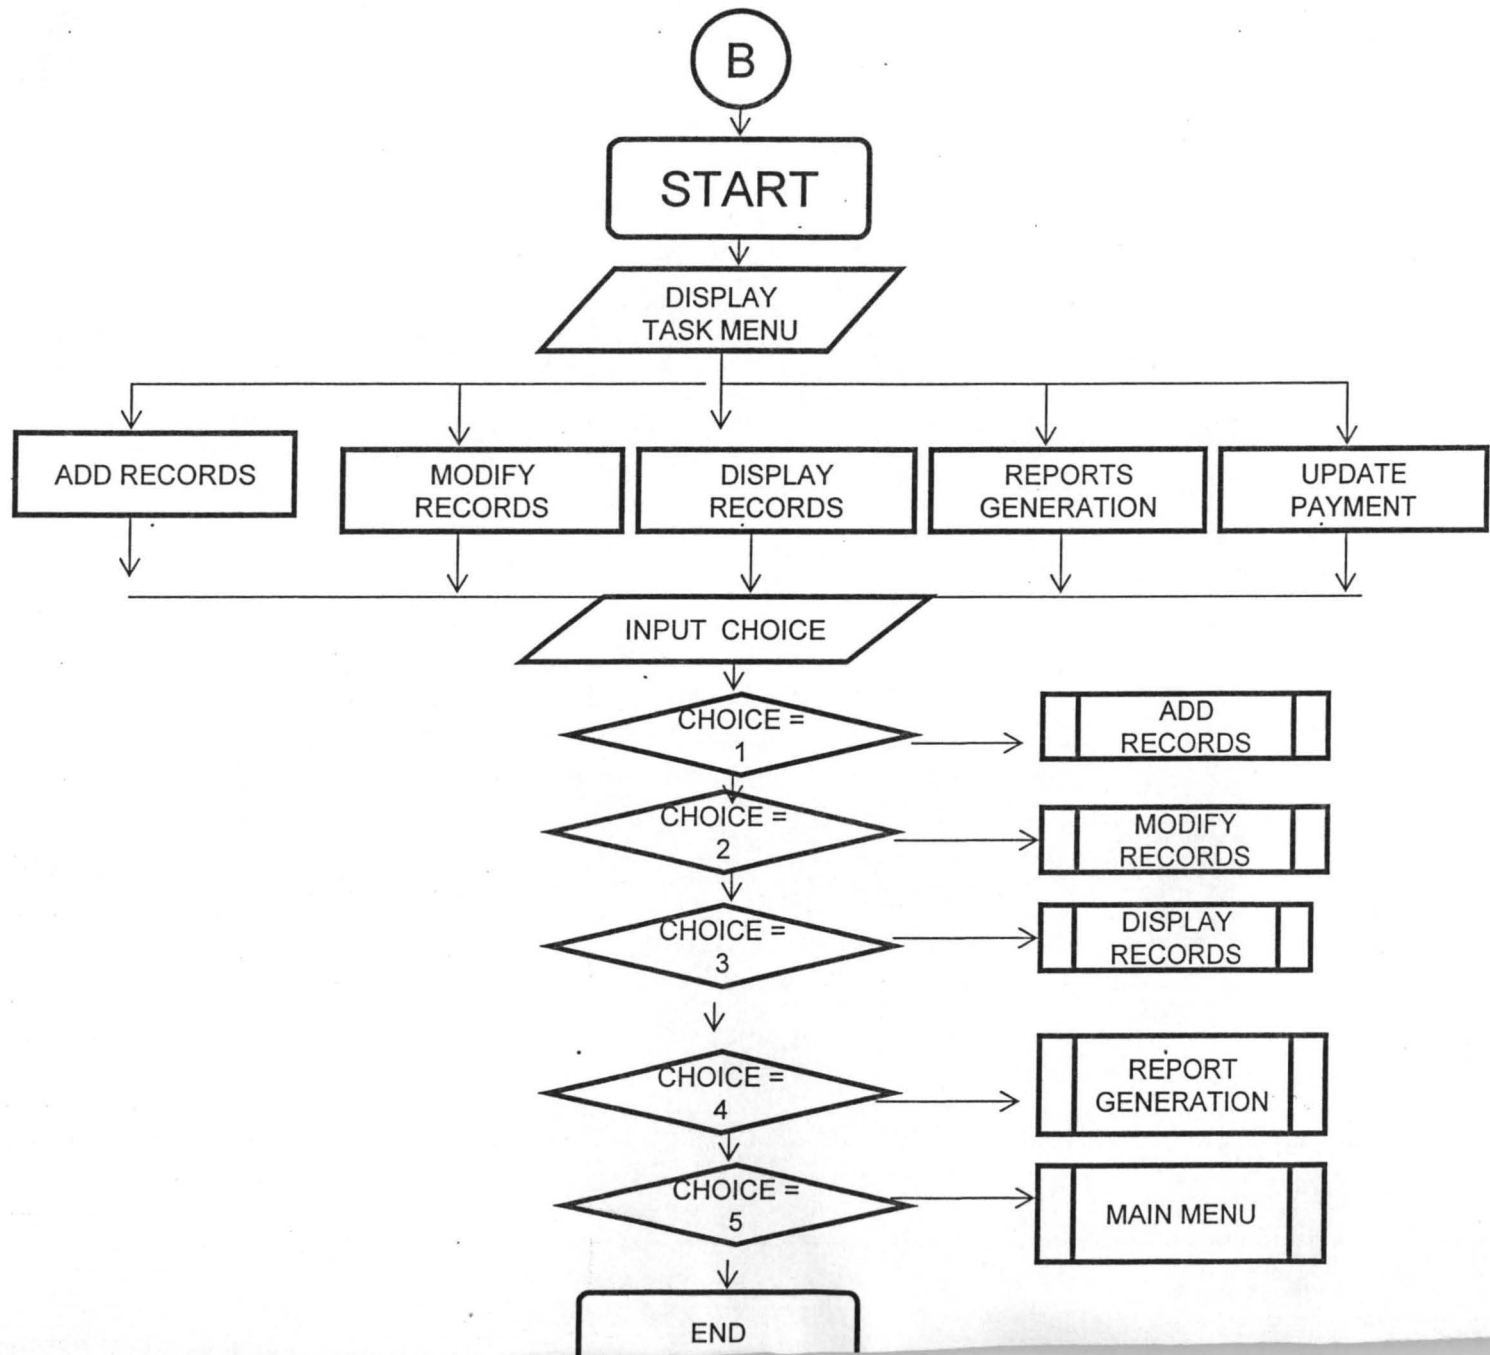 B
START
DISPLAY
TASK MENU
ADD RECORDS
MODIFY
RECORDS
DISPLAY
RECORDS
REPORTS
GENERATION
UPDATE
PAYMENT
INPUT CHOICE
CHOICE =
1
ADD
RECORDS
CHOICE =
2
MODIFY
RECORDS
CHOICE =
3
DISPLAY
RECORDS
CHOICE =
4
REPORT
GENERATION
CHOICE =
5
MAIN MENU
END